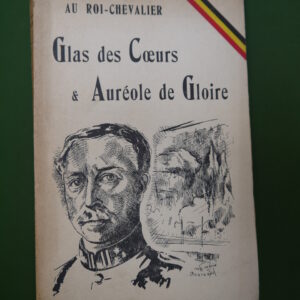 AU ROI-CHEVALIER
Glas des Cœurs
& Auréole de Gloire